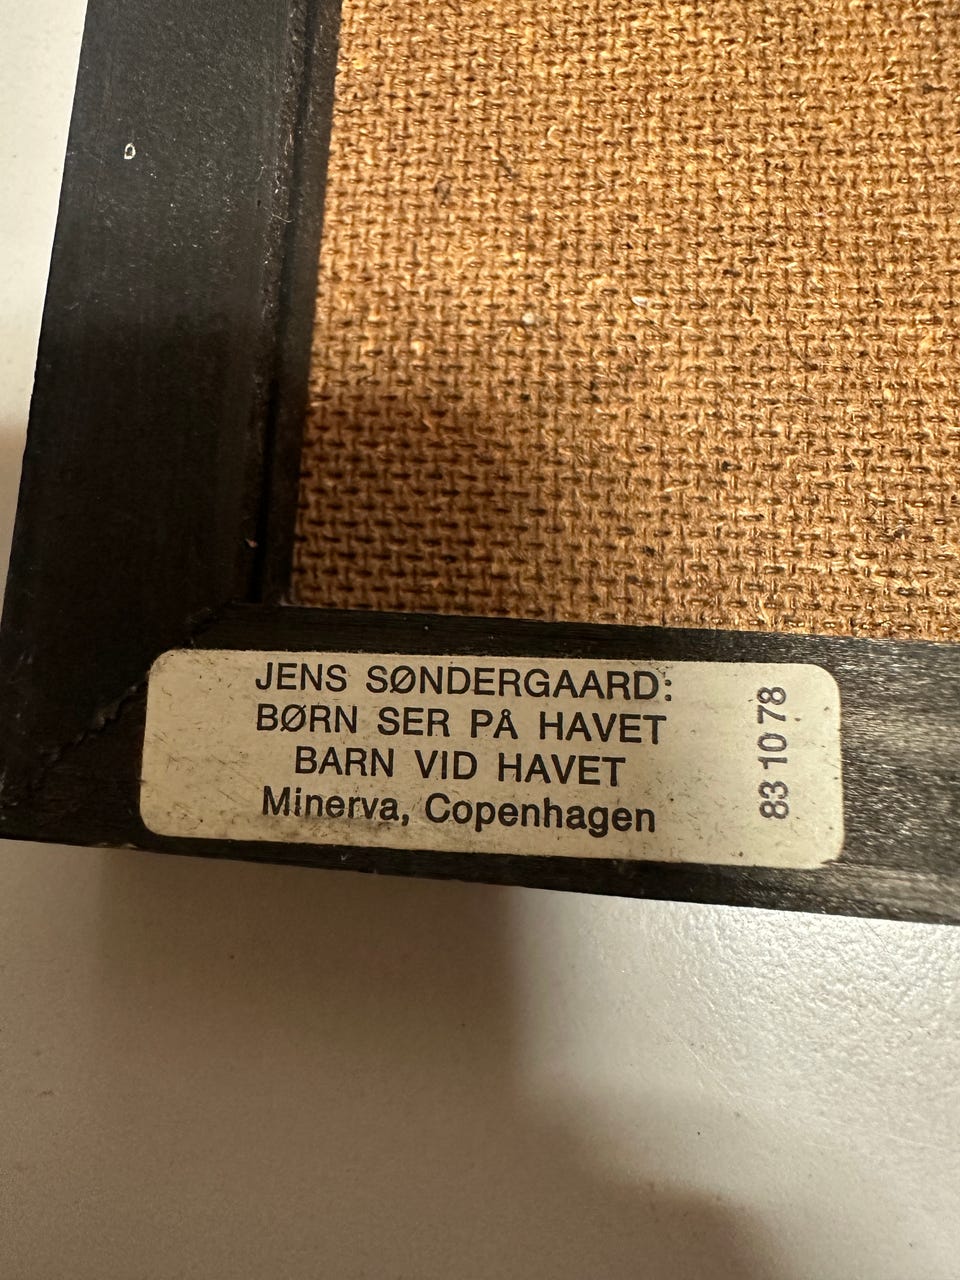 JENS SØNDERGAARD:
BØRN SER PÅ HAVET
BARN VID HAVET
Minerva, Copenhagen
83 10 78